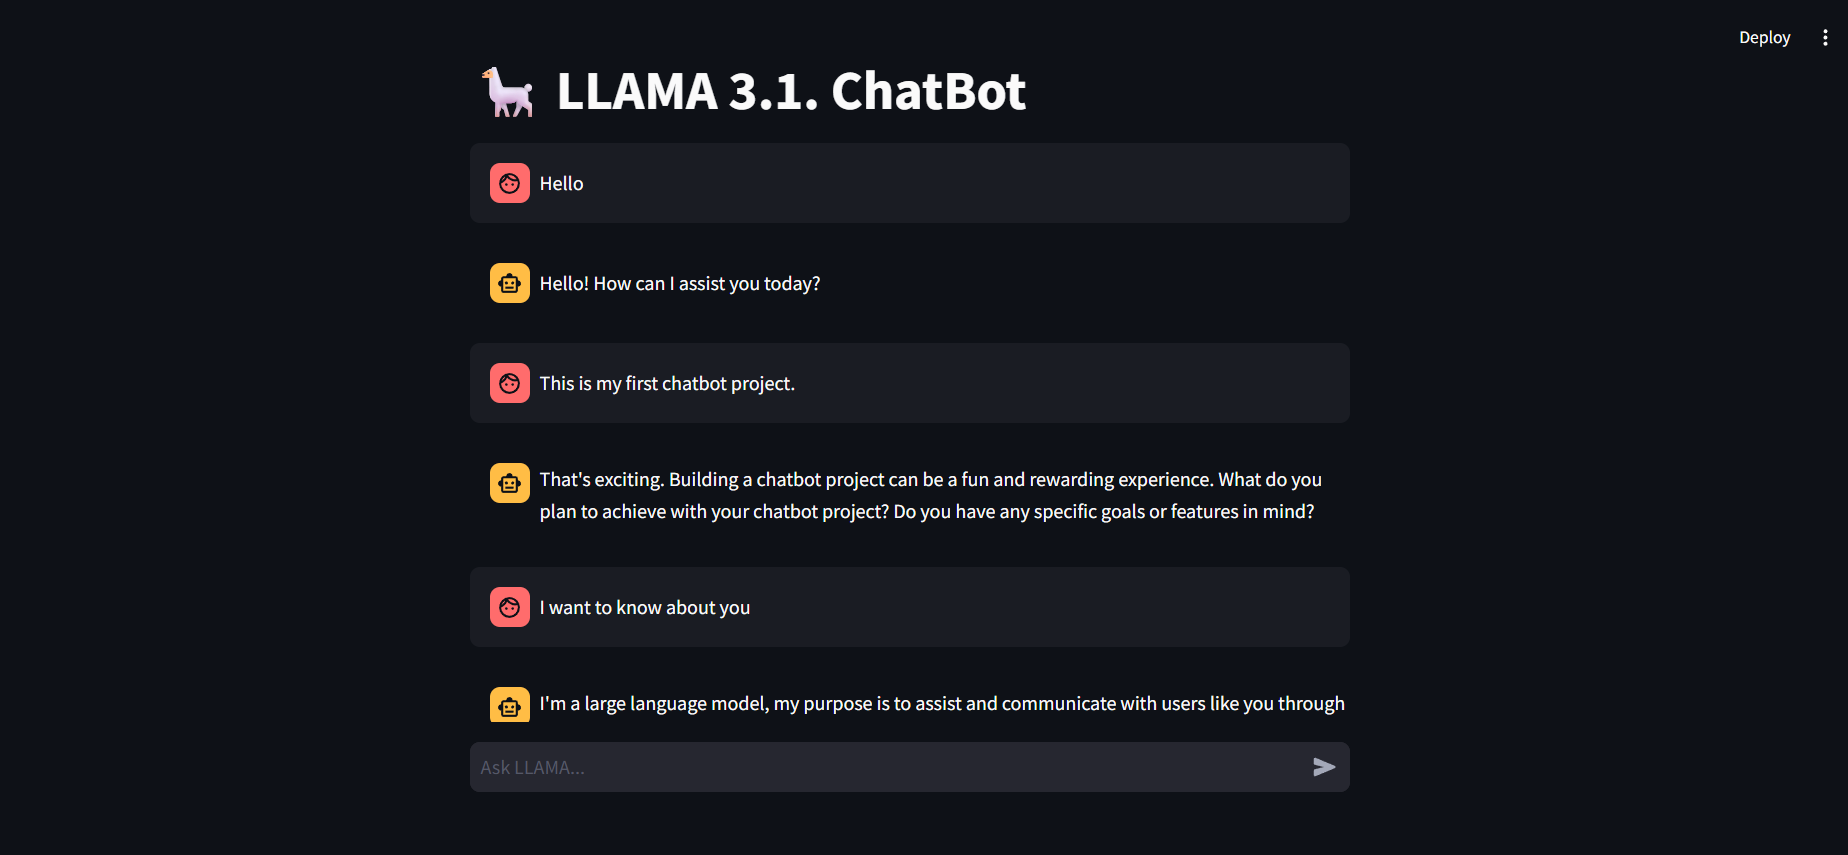 Deploy
LLAMA 3.1. ChatBot
Hello
Hello! How can I assist you today?
This is my first chatbot project.
That's exciting. Building a chatbot project can be a fun and rewarding experience. What do you
plan to achieve with your chatbot project? Do you have any specific goals or features in mind?
I want to know about you
I'm a large language model, my purpose is to assist and communicate with users like you through
Ask LLAMA...